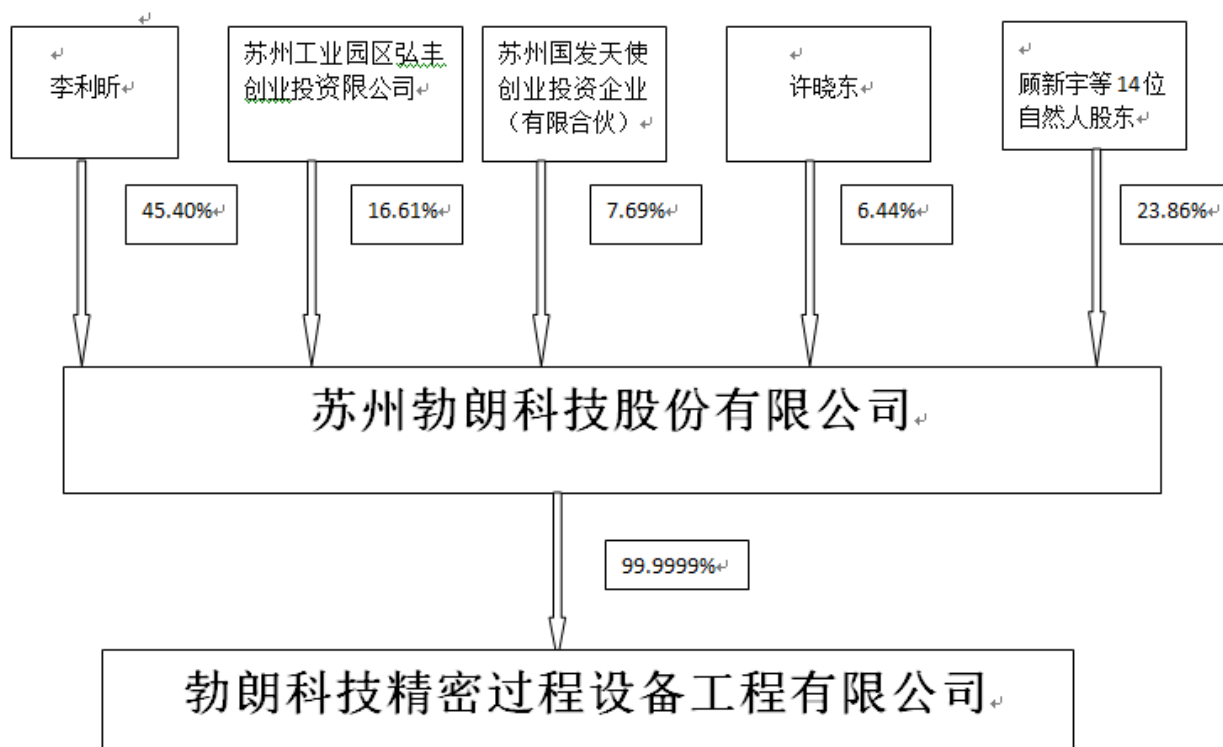 李利昕
苏州工业园区弘丰
创业投资限公司
苏州国发天使
创业投资企业
（有限合伙）
许晓东
顾新宇等14位
自然人股东
45.40%
16.61%
7.69%
6.44%
23.86%
苏州勃朗科技股份有限公司
99.9999%
勃朗科技精密过程设备工程有限公司